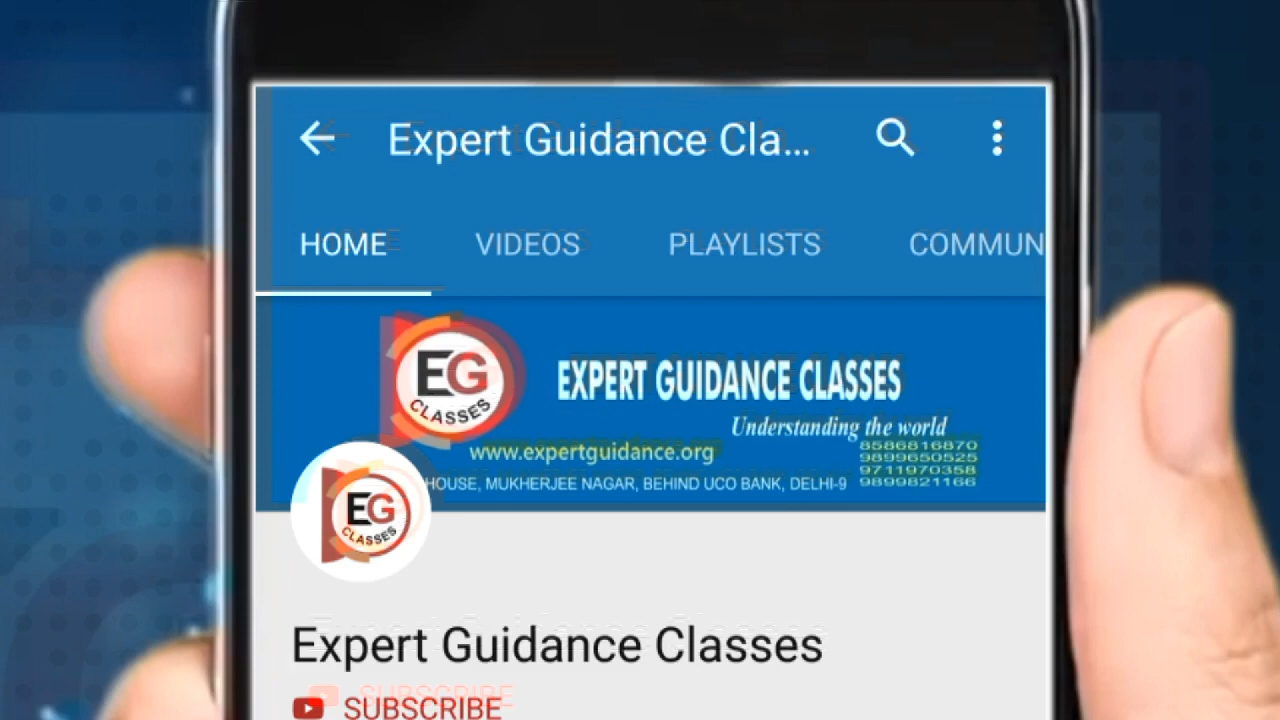 Expert Guidance Cla...
HOME VIDEOS PLAYLISTS COMMUN
EG
CLASSES
EXPERT GUIDANCE CLASSES
Understanding the world
www.expertguidance.org
8586816870
9899650525
9711970358
9899821166
HOUSE, MUKHERJEE NAGAR, BEHIND UCO BANK, DELHI-9
EG
CLASSES
Expert Guidance Classes
SUBSCRIBE